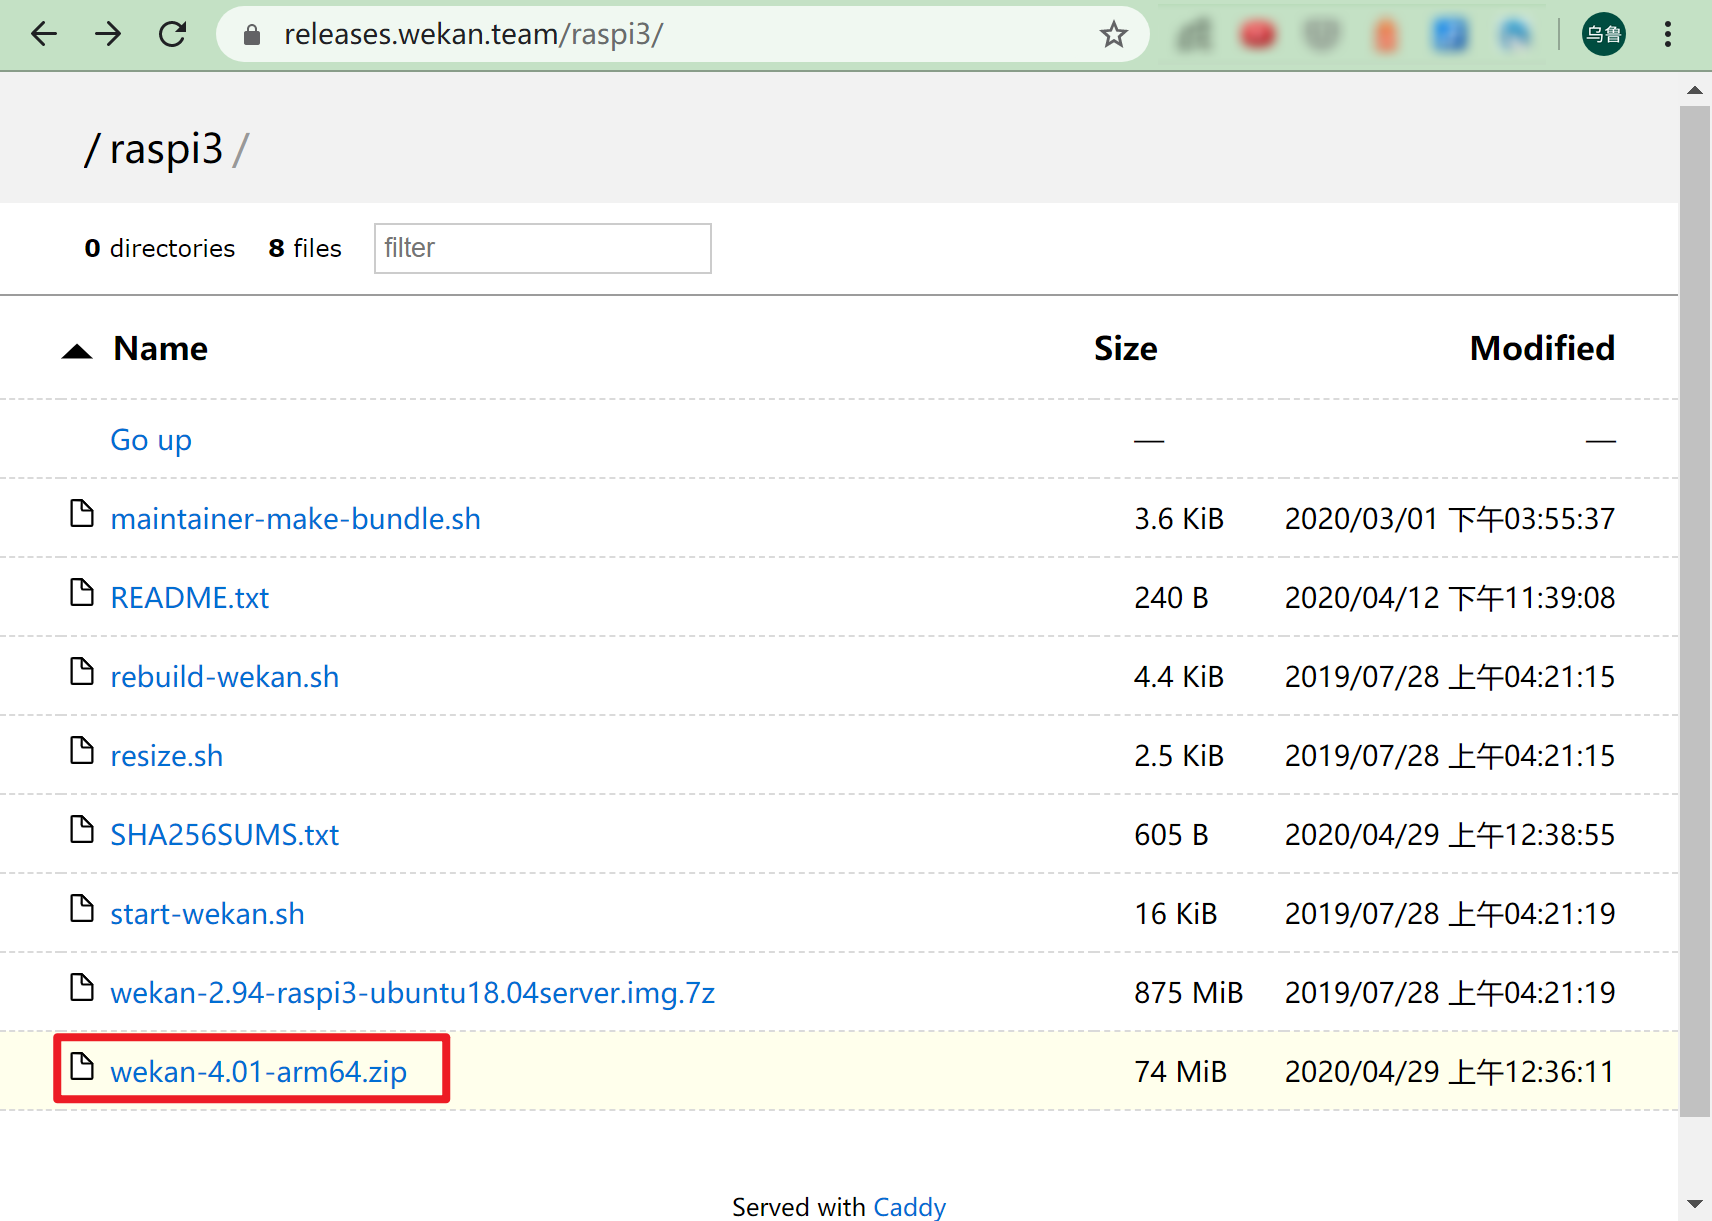 releases.wekan.team/raspi3/
乌鲁
/ raspi3 /
0 directories 8 files filter
Name Size Modified
Go up — —
maintainer-make-bundle.sh 3.6 KiB 2020/03/01 下午03:55:37
README.txt 240 B 2020/04/12 下午11:39:08
rebuild-wekan.sh 4.4 KiB 2019/07/28 上午04:21:15
resize.sh 2.5 KiB 2019/07/28 上午04:21:15
SHA256SUMS.txt 605 B 2020/04/29 上午12:38:55
start-wekan.sh 16 KiB 2019/07/28 上午04:21:19
wekan-2.94-raspi3-ubuntu18.04server.img.7z 875 MiB 2019/07/28 上午04:21:19
wekan-4.01-arm64.zip 74 MiB 2020/04/29 上午12:36:11
Served with Caddy